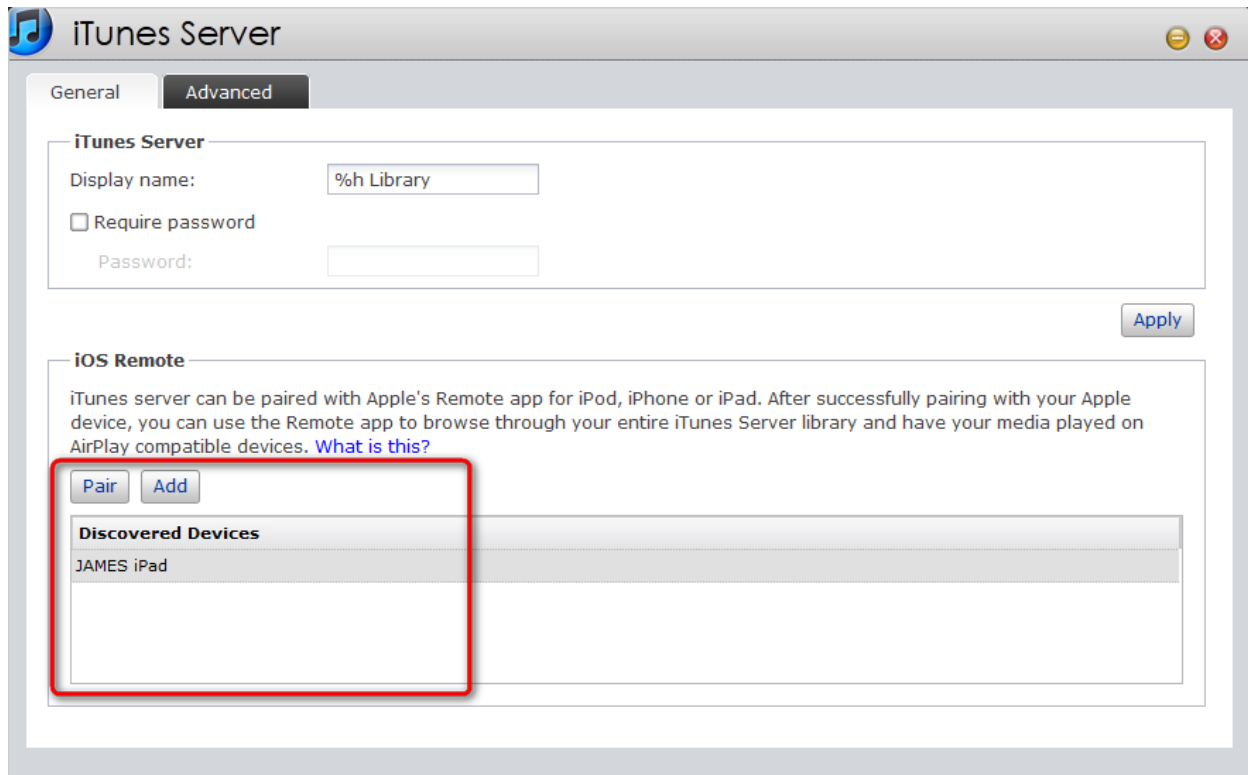 iTunes Server
General
Advanced
iTunes Server
Display name:
%h Library
Require password
Password:
Apply
iOS Remote
iTunes server can be paired with Apple's Remote app for iPod, iPhone or iPad. After successfully pairing with your Apple
device, you can use the Remote app to browse through your entire iTunes Server library and have your media played on
AirPlay compatible devices. What is this?
Pair
Add
Discovered Devices
JAMES iPad